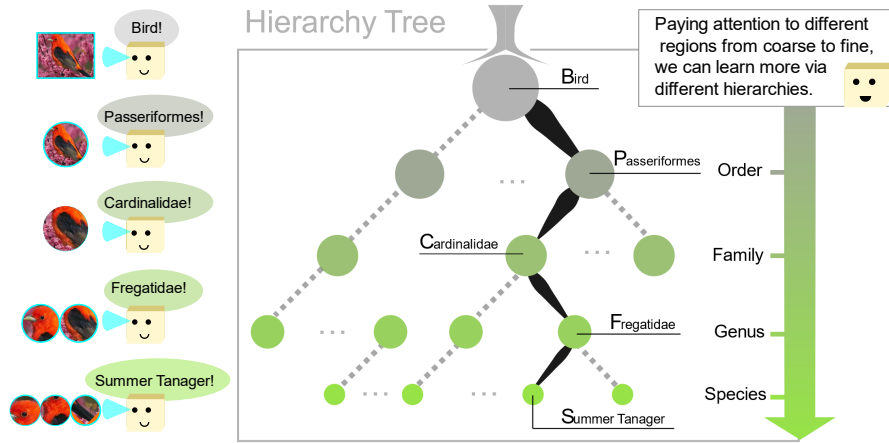 Hierarchy Tree
Bird!
Passeriformes!
Cardinalidae!
Fregatidae!
Summer Tanager!
Bird
Passeriformes
Cardinalidae
Fregatidae
Summer Tanager
Paying attention to different
regions from coarse to fine,
we can learn more via
different hierarchies.
Order
Family
Genus
Species